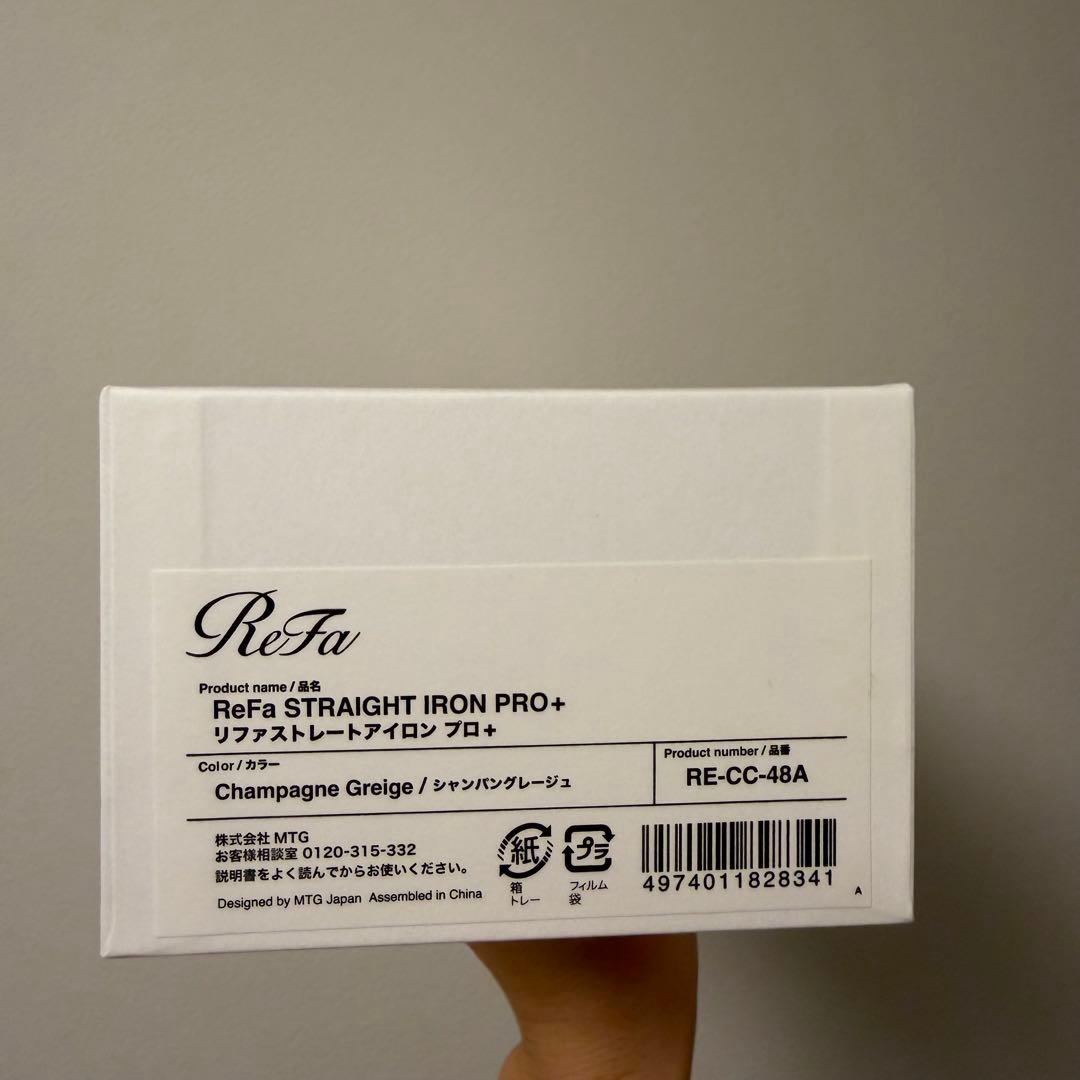 ReFa
Product name / 品名
ReFa STRAIGHT IRON PRO+
リファストレートアイロン プロ+
Color / カラー
Champagne Greige / シャンパングレージュ
Product number / 品番
RE-CC-48A
株式会社 MTG
お客様相談室 0120-315-332
説明書をよく読んでからお使いください。
Designed by MTG Japan Assembled in China
紙
箱
トレー
プラ
フィルム
袋
4974011828341
A